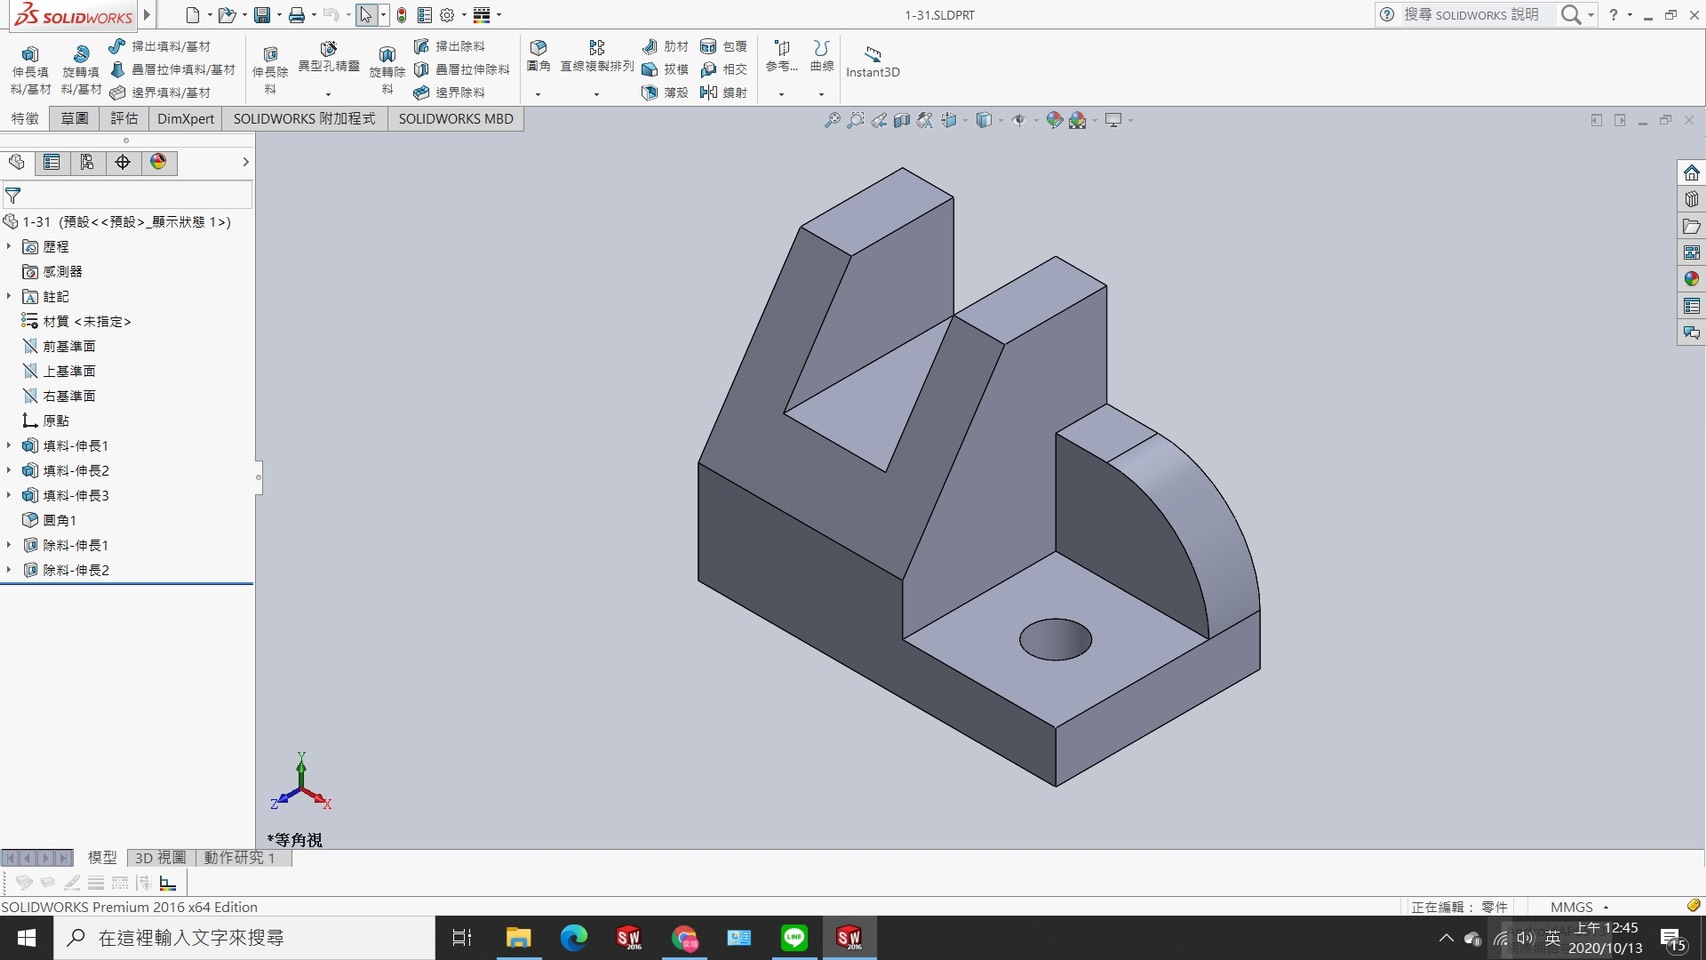 SOLIDWORKS
1-31.SLDPRT
搜尋 SOLIDWORKS 說明
?
伸長填料/基材
旋轉填料/基材
掃出填料/基材
疊層拉伸填料/基材
邊界填料/基材
伸長除料
異型孔精靈
旋轉除料
掃出除料
疊層拉伸除料
邊界除料
圓角
直線複製排列
肋材
拔模
薄殼
包覆
相交
鏡射
參考...
曲線
Instant3D
特徵
草圖
評估
DimXpert
SOLIDWORKS 附加程式
SOLIDWORKS MBD
1-31 (預設<<預設>_顯示狀態 1>)
歷程
感測器
註記
材質 <未指定>
前基準面
上基準面
右基準面
原點
填料-伸長1
填料-伸長2
填料-伸長3
圓角1
除料-伸長1
除料-伸長2
Y
Z
X
*等角視
模型
3D 視圖
動作研究 1
SOLIDWORKS Premium 2016 x64 Edition
正在編輯： 零件
MMGS
在這裡輸入文字來搜尋
SW 2016
LINE
SW 2016
英
上午 12:45
2020/10/13
15